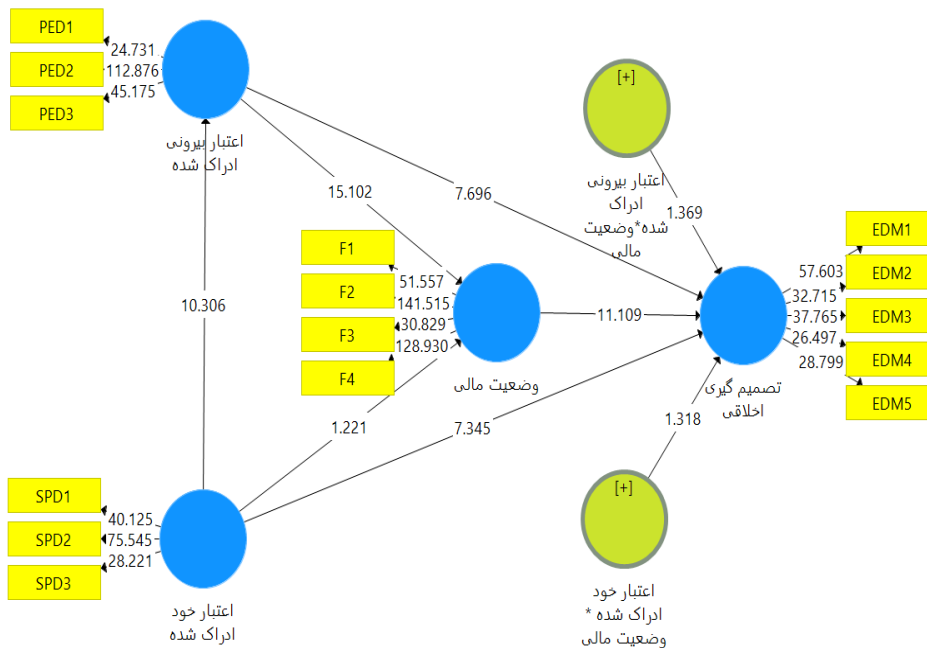 PED1
24.731
PED2
112.876
PED3
45.175
اعتبار بیرونی
ادراک شده
[+]
اعتبار بیرونی
ادراک
شده*وضعیت
مالی
1.369
15.102
7.696
10.306
F1
51.557
F2
141.515
F3
30.829
F4
128.930
وضعیت مالی
11.109
EDM1
57.603
EDM2
32.715
EDM3
37.765
EDM4
26.497
EDM5
28.799
تصمیم گیری
اخلاقی
1.221
7.345
1.318
SPD1
40.125
SPD2
75.545
SPD3
28.221
اعتبار خود
ادراک شده
[+]
اعتبار خود
ادراک شده *
وضعیت مالی